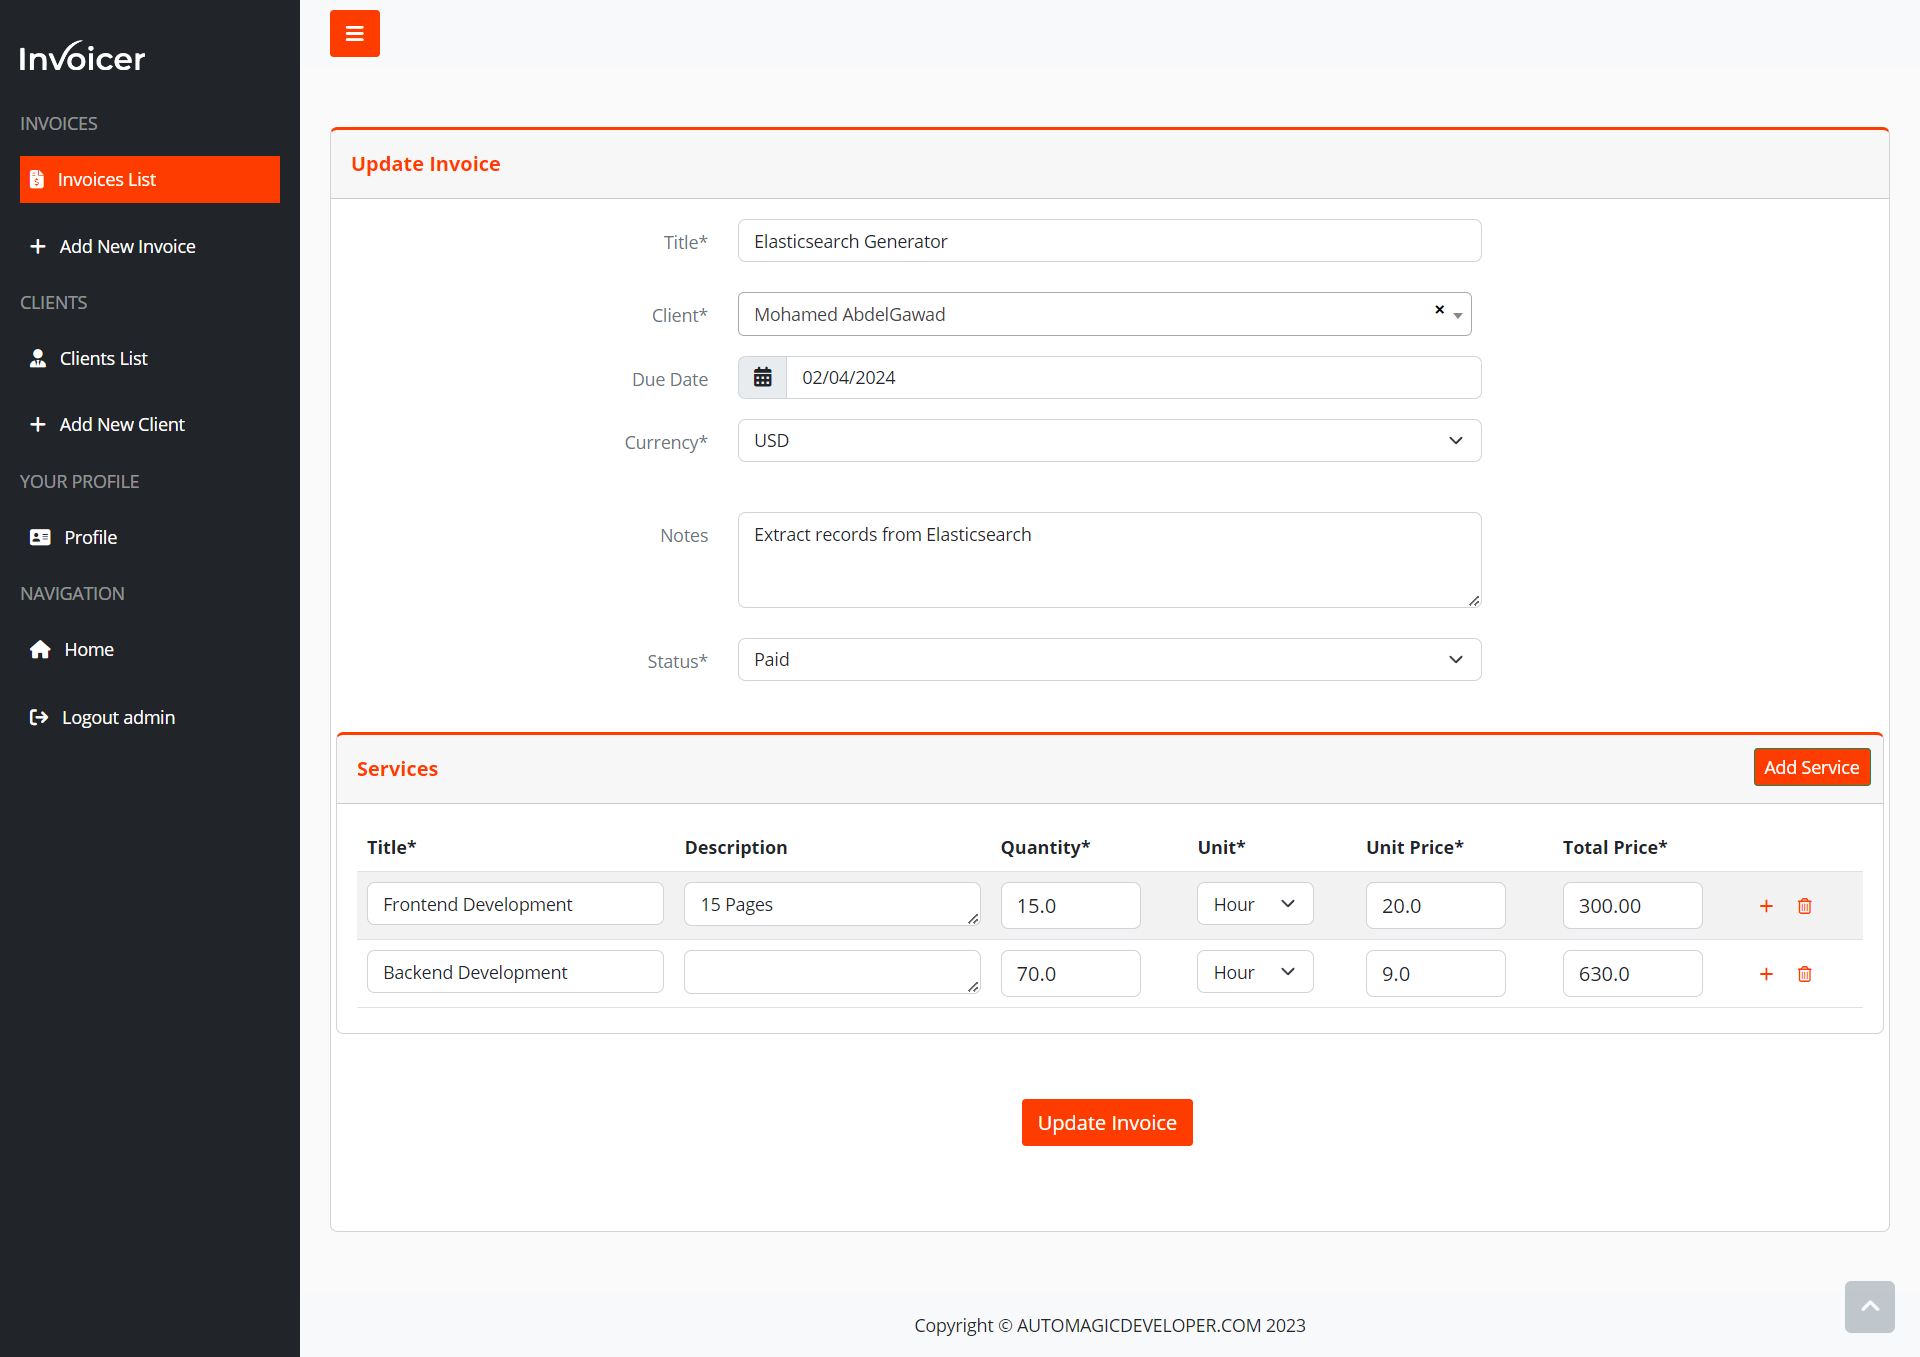 Invoicer
INVOICES
Invoices List
Add New Invoice
CLIENTS
Clients List
Add New Client
YOUR PROFILE
Profile
NAVIGATION
Home
Logout admin
Update Invoice
Title* Elasticsearch Generator
Client* Mohamed AbdelGawad ×
Due Date 02/04/2024
Currency* USD
Notes Extract records from Elasticsearch
Status* Paid
Services Add Service
Title* Description Quantity* Unit* Unit Price* Total Price*
Frontend Development 15 Pages 15.0 Hour 20.0 300.00 +
Backend Development 70.0 Hour 9.0 630.0 +
Update Invoice
Copyright © AUTOMAGICDEVELOPER.COM 2023